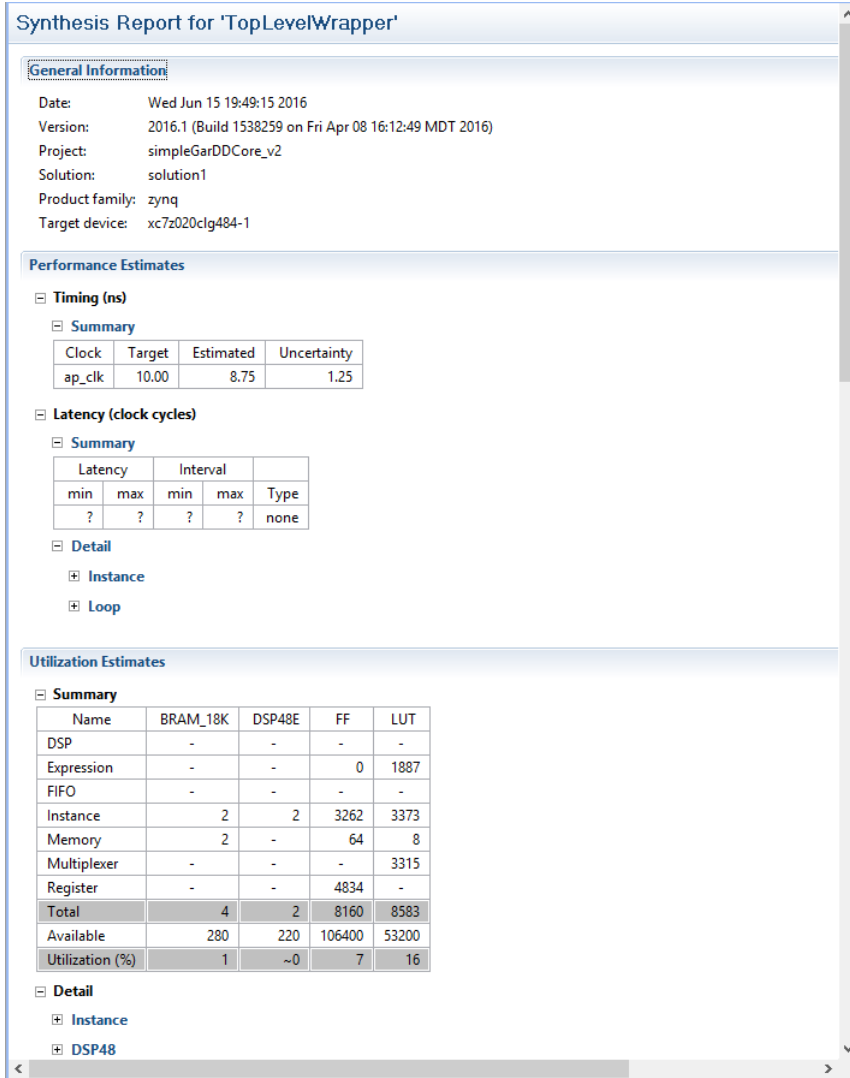 Synthesis Report for 'TopLevelWrapper'
General Information
Date: Wed Jun 15 19:49:15 2016
Version: 2016.1 (Build 1538259 on Fri Apr 08 16:12:49 MDT 2016)
Project: simpleGarDDCore_v2
Solution: solution1
Product family: zynq
Target device: xc7z020clg484-1
Performance Estimates
Timing (ns)
Summary
Clock Target Estimated Uncertainty
ap_clk 10.00 8.75 1.25
Latency (clock cycles)
Summary
Latency Interval
min max min max Type
? ? ? ? none
Detail
Instance
Loop
Utilization Estimates
Summary
Name BRAM_18K DSP48E FF LUT
DSP - - - -
Expression - - 0 1887
FIFO - - - -
Instance 2 2 3262 3373
Memory 2 - 64 8
Multiplexer - - - 3315
Register - - 4834 -
Total 4 2 8160 8583
Available 280 220 106400 53200
Utilization (%) 1 ~0 7 16
Detail
Instance
DSP48